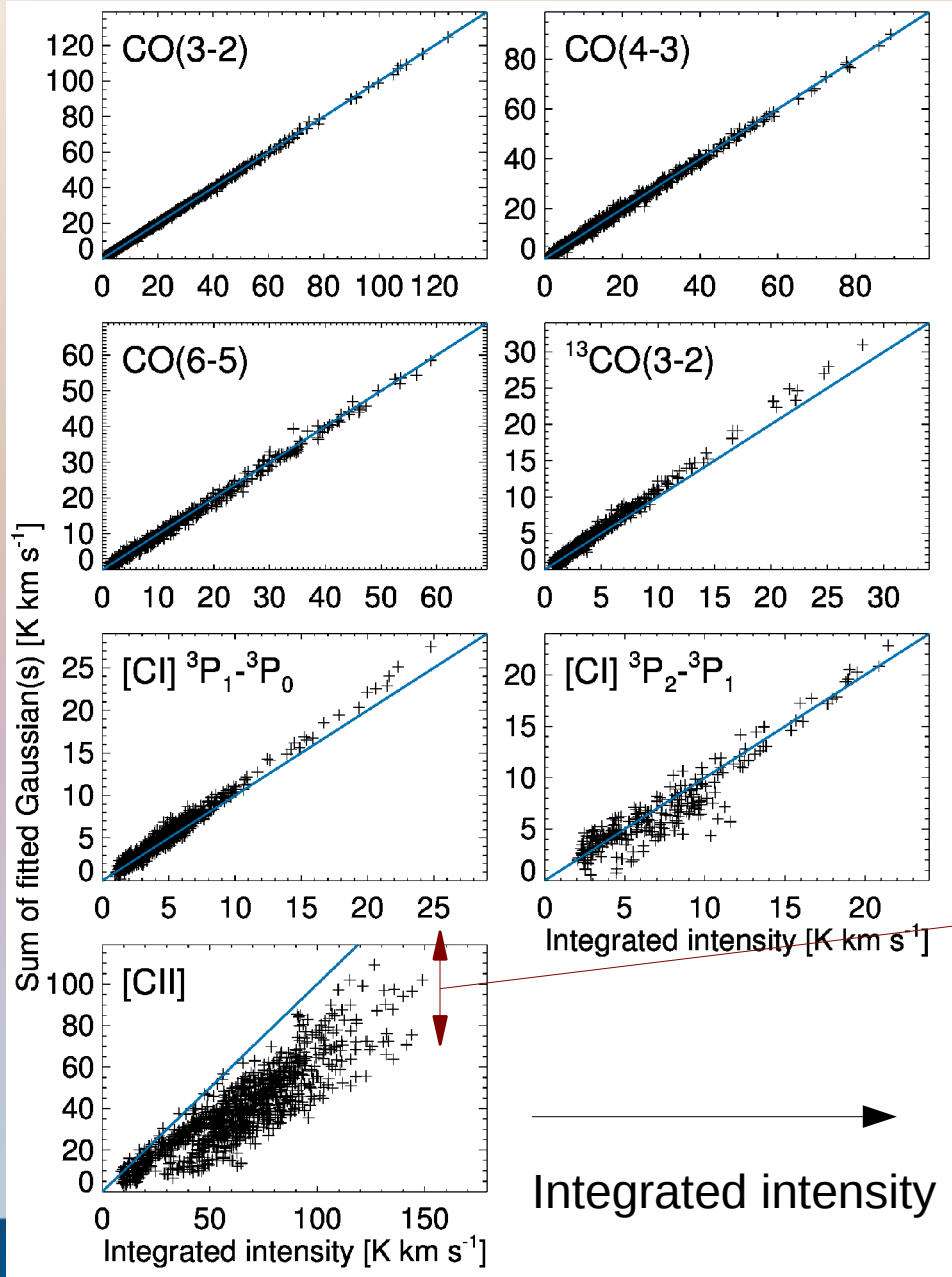 CO(3-2)
120
100
80
60
40
20
0
0 20 40 60 80 100 120
CO(4-3)
80
60
40
20
0
0 20 40 60 80
CO(6-5)
60
50
40
30
20
10
0
0 10 20 30 40 50 60
¹³CO(3-2)
30
25
20
15
10
5
0
0 5 10 15 20 25 30
Sum of fitted Gaussian(s) [K km s⁻¹]
[CI] ³P₁-³P₀
25
20
15
10
5
0
0 5 10 15 20 25
[CI] ³P₂-³P₁
20
15
10
5
0
0 5 10 15 20
Integrated intensity [K km s⁻¹]
[CII]
100
80
60
40
20
0
0 50 100 150
Integrated intensity [K km s⁻¹]
Integrated intensity